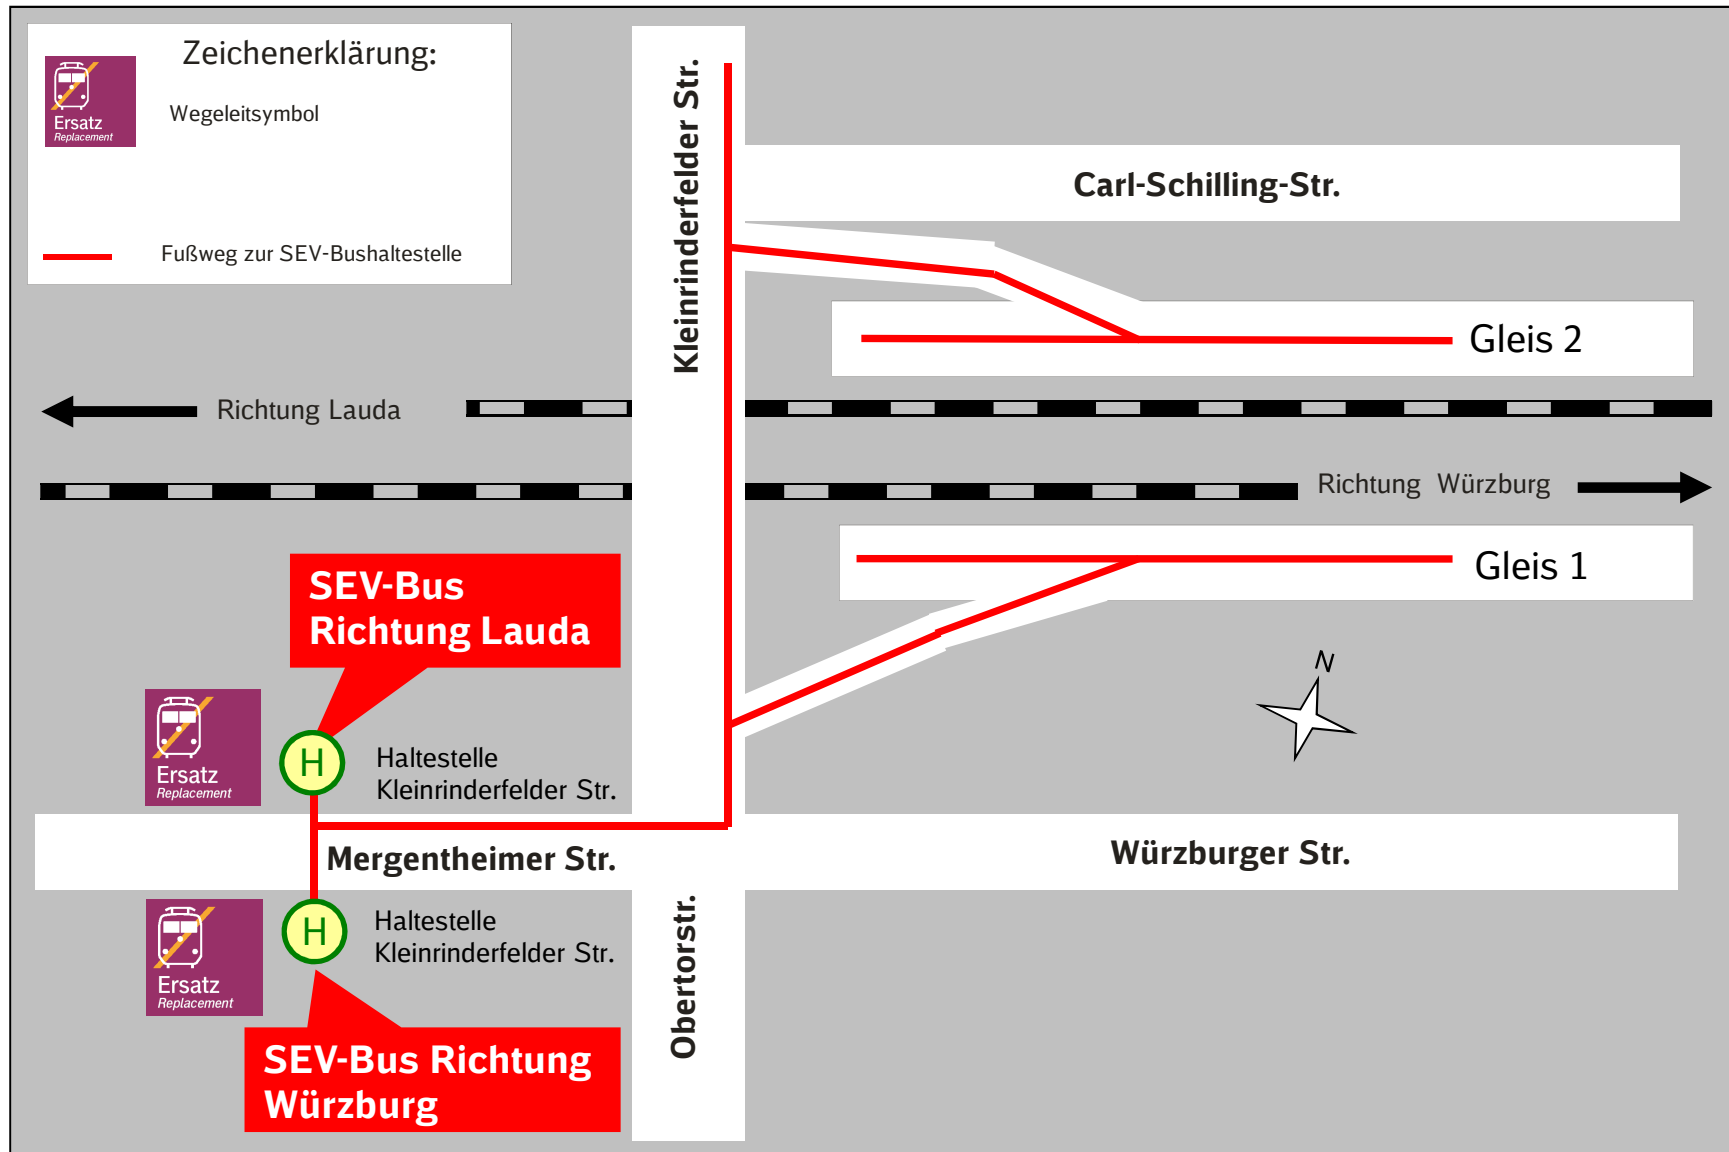 Zeichenerklärung:
Ersatz
Replacement
Wegeleitsymbol
Fußweg zur SEV-Bushaltestelle
Kleinrinderfelder Str.
Carl-Schilling-Str.
Gleis 2
Richtung Lauda
Richtung Würzburg
Gleis 1
SEV-Bus
Richtung Lauda
N
Ersatz
Replacement
H
Haltestelle
Kleinrinderfelder Str.
Mergentheimer Str.
Würzburger Str.
Ersatz
Replacement
H
Haltestelle
Kleinrinderfelder Str.
Obertorstr.
SEV-Bus Richtung
Würzburg